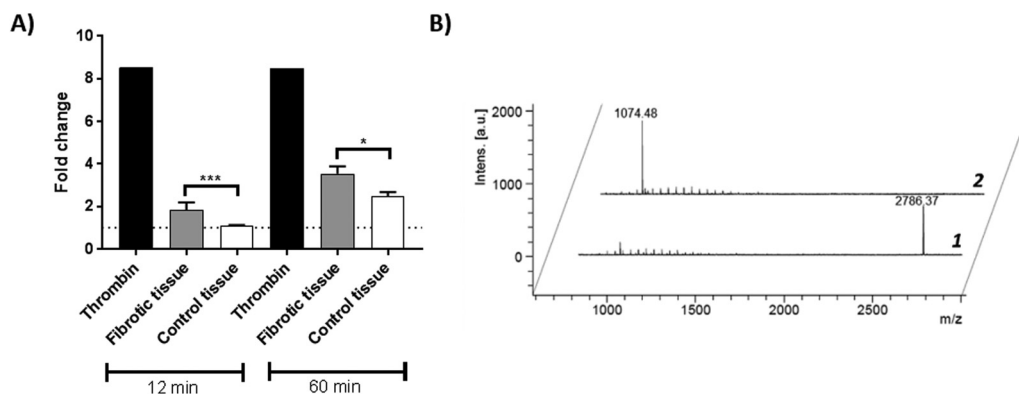 A)
Fold change
10
8
6
4
2
0
***
*
Thrombin
Fibrotic tissue
Control tissue
Thrombin
Fibrotic tissue
Control tissue
12 min
60 min
B)
Intens. [a.u.]
2000
1000
0
1074.48
2
2786.37
1
1000
1500
2000
2500
m/z